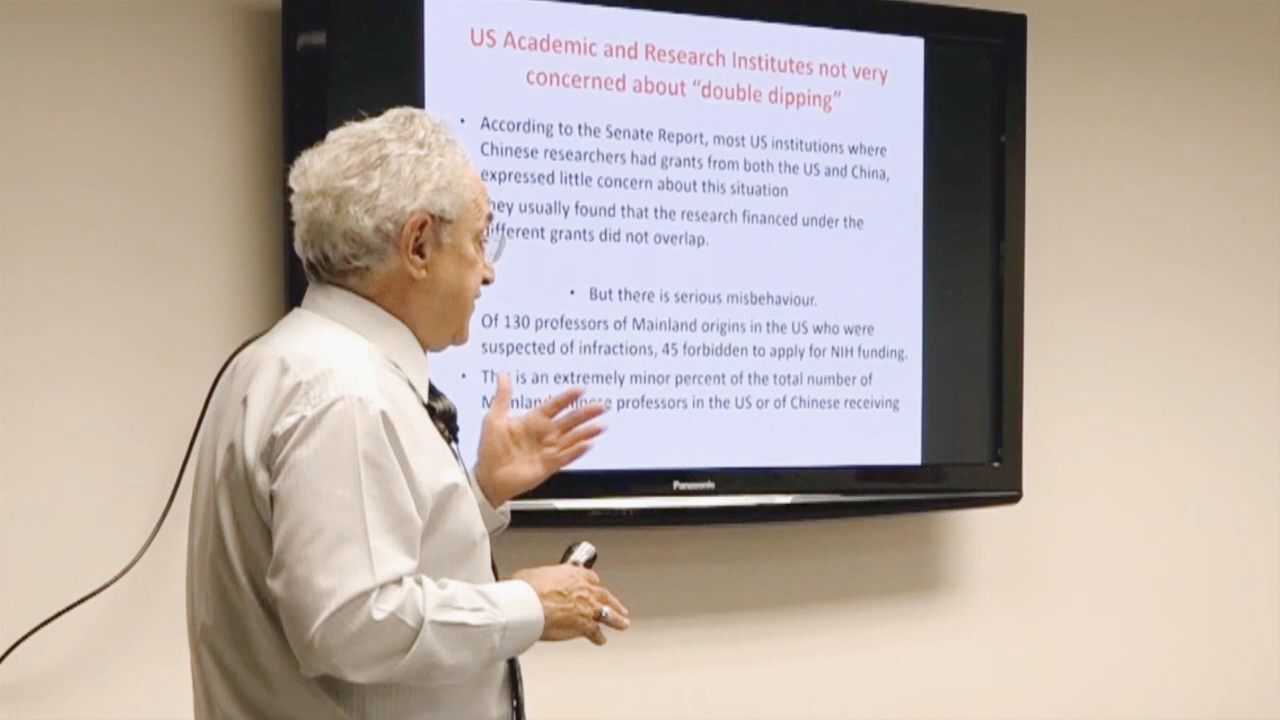 US Academic and Research Institutes not very
concerned about “double dipping”
• According to the Senate Report, most US institutions where
Chinese researchers had grants from both the US and China,
expressed little concern about this situation
hey usually found that the research financed under the
ifferent grants did not overlap.
• But there is serious misbehaviour.
Of 130 professors of Mainland origins in the US who were
suspected of infractions, 45 forbidden to apply for NIH funding.
• This is an extremely minor percent of the total number of
Mainland Chinese professors in the US or of Chinese receiving
Panasonic